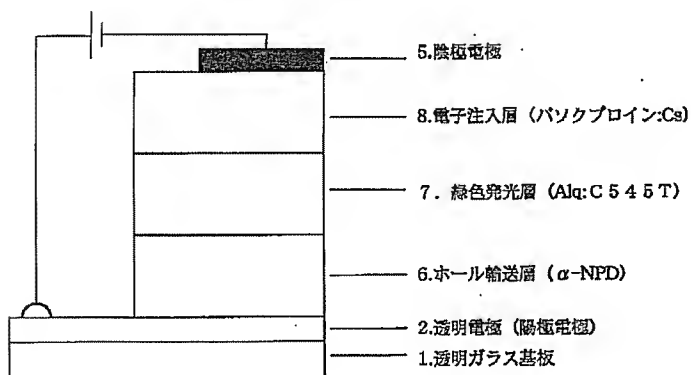 5.陰極電極
8.電子注入層 (バソクプロイン:Cs)
7. 緑色発光層 (Alq:C545T)
6.ホール輸送層 (α-NPD)
2.透明電極 (陽極電極)
1.透明ガラス基板